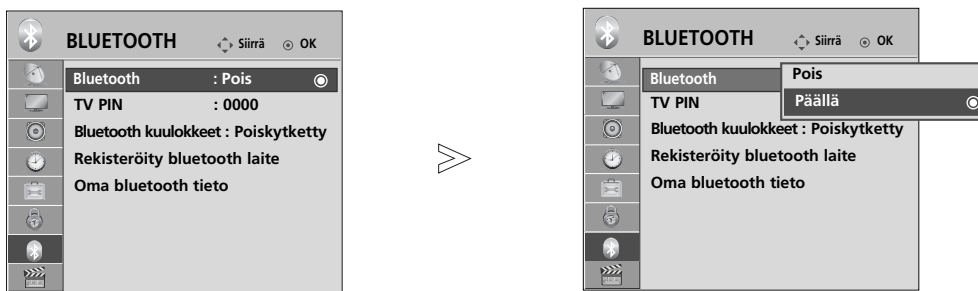 BLUETOOTH Siirrä OK
Bluetooth : Pois
TV PIN : 0000
Bluetooth kuulokkeet : Poiskytketty
Rekisteröity bluetooth laite
Oma bluetooth tieto
BLUETOOTH Siirrä OK
Bluetooth
Pois
Päällä
TV PIN
Bluetooth kuulokkeet : Poiskytketty
Rekisteröity bluetooth laite
Oma bluetooth tieto